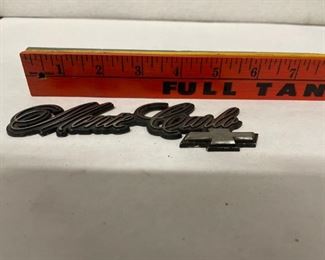 1 2 3 4 5 6 7
FULL TAN
Monte Carlo